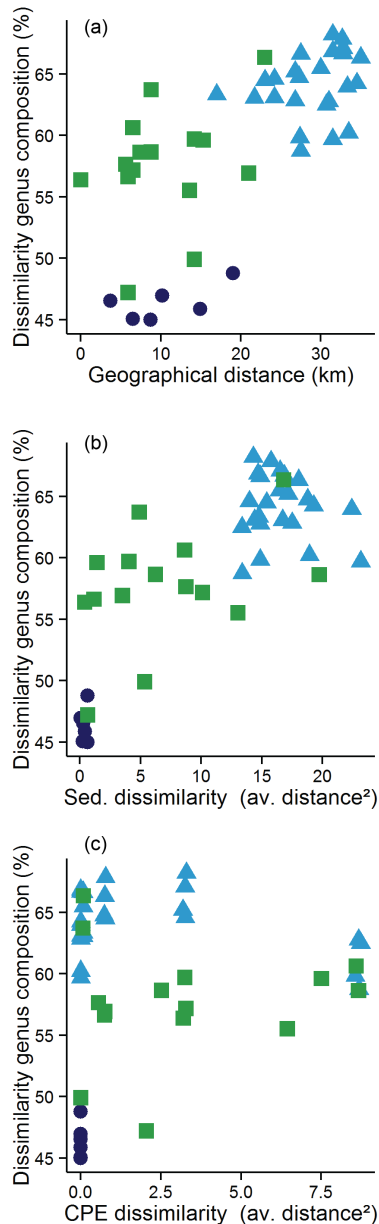 (a)
Dissimilarity genus composition (%)
65
60
55
50
45
0 10 20 30
Geographical distance (km)
(b)
Dissimilarity genus composition (%)
65
60
55
50
45
0 5 10 15 20
Sed. dissimilarity (av. distance²)
(c)
Dissimilarity genus composition (%)
65
60
55
50
45
0.0 2.5 5.0 7.5
CPE dissimilarity (av. distance²)